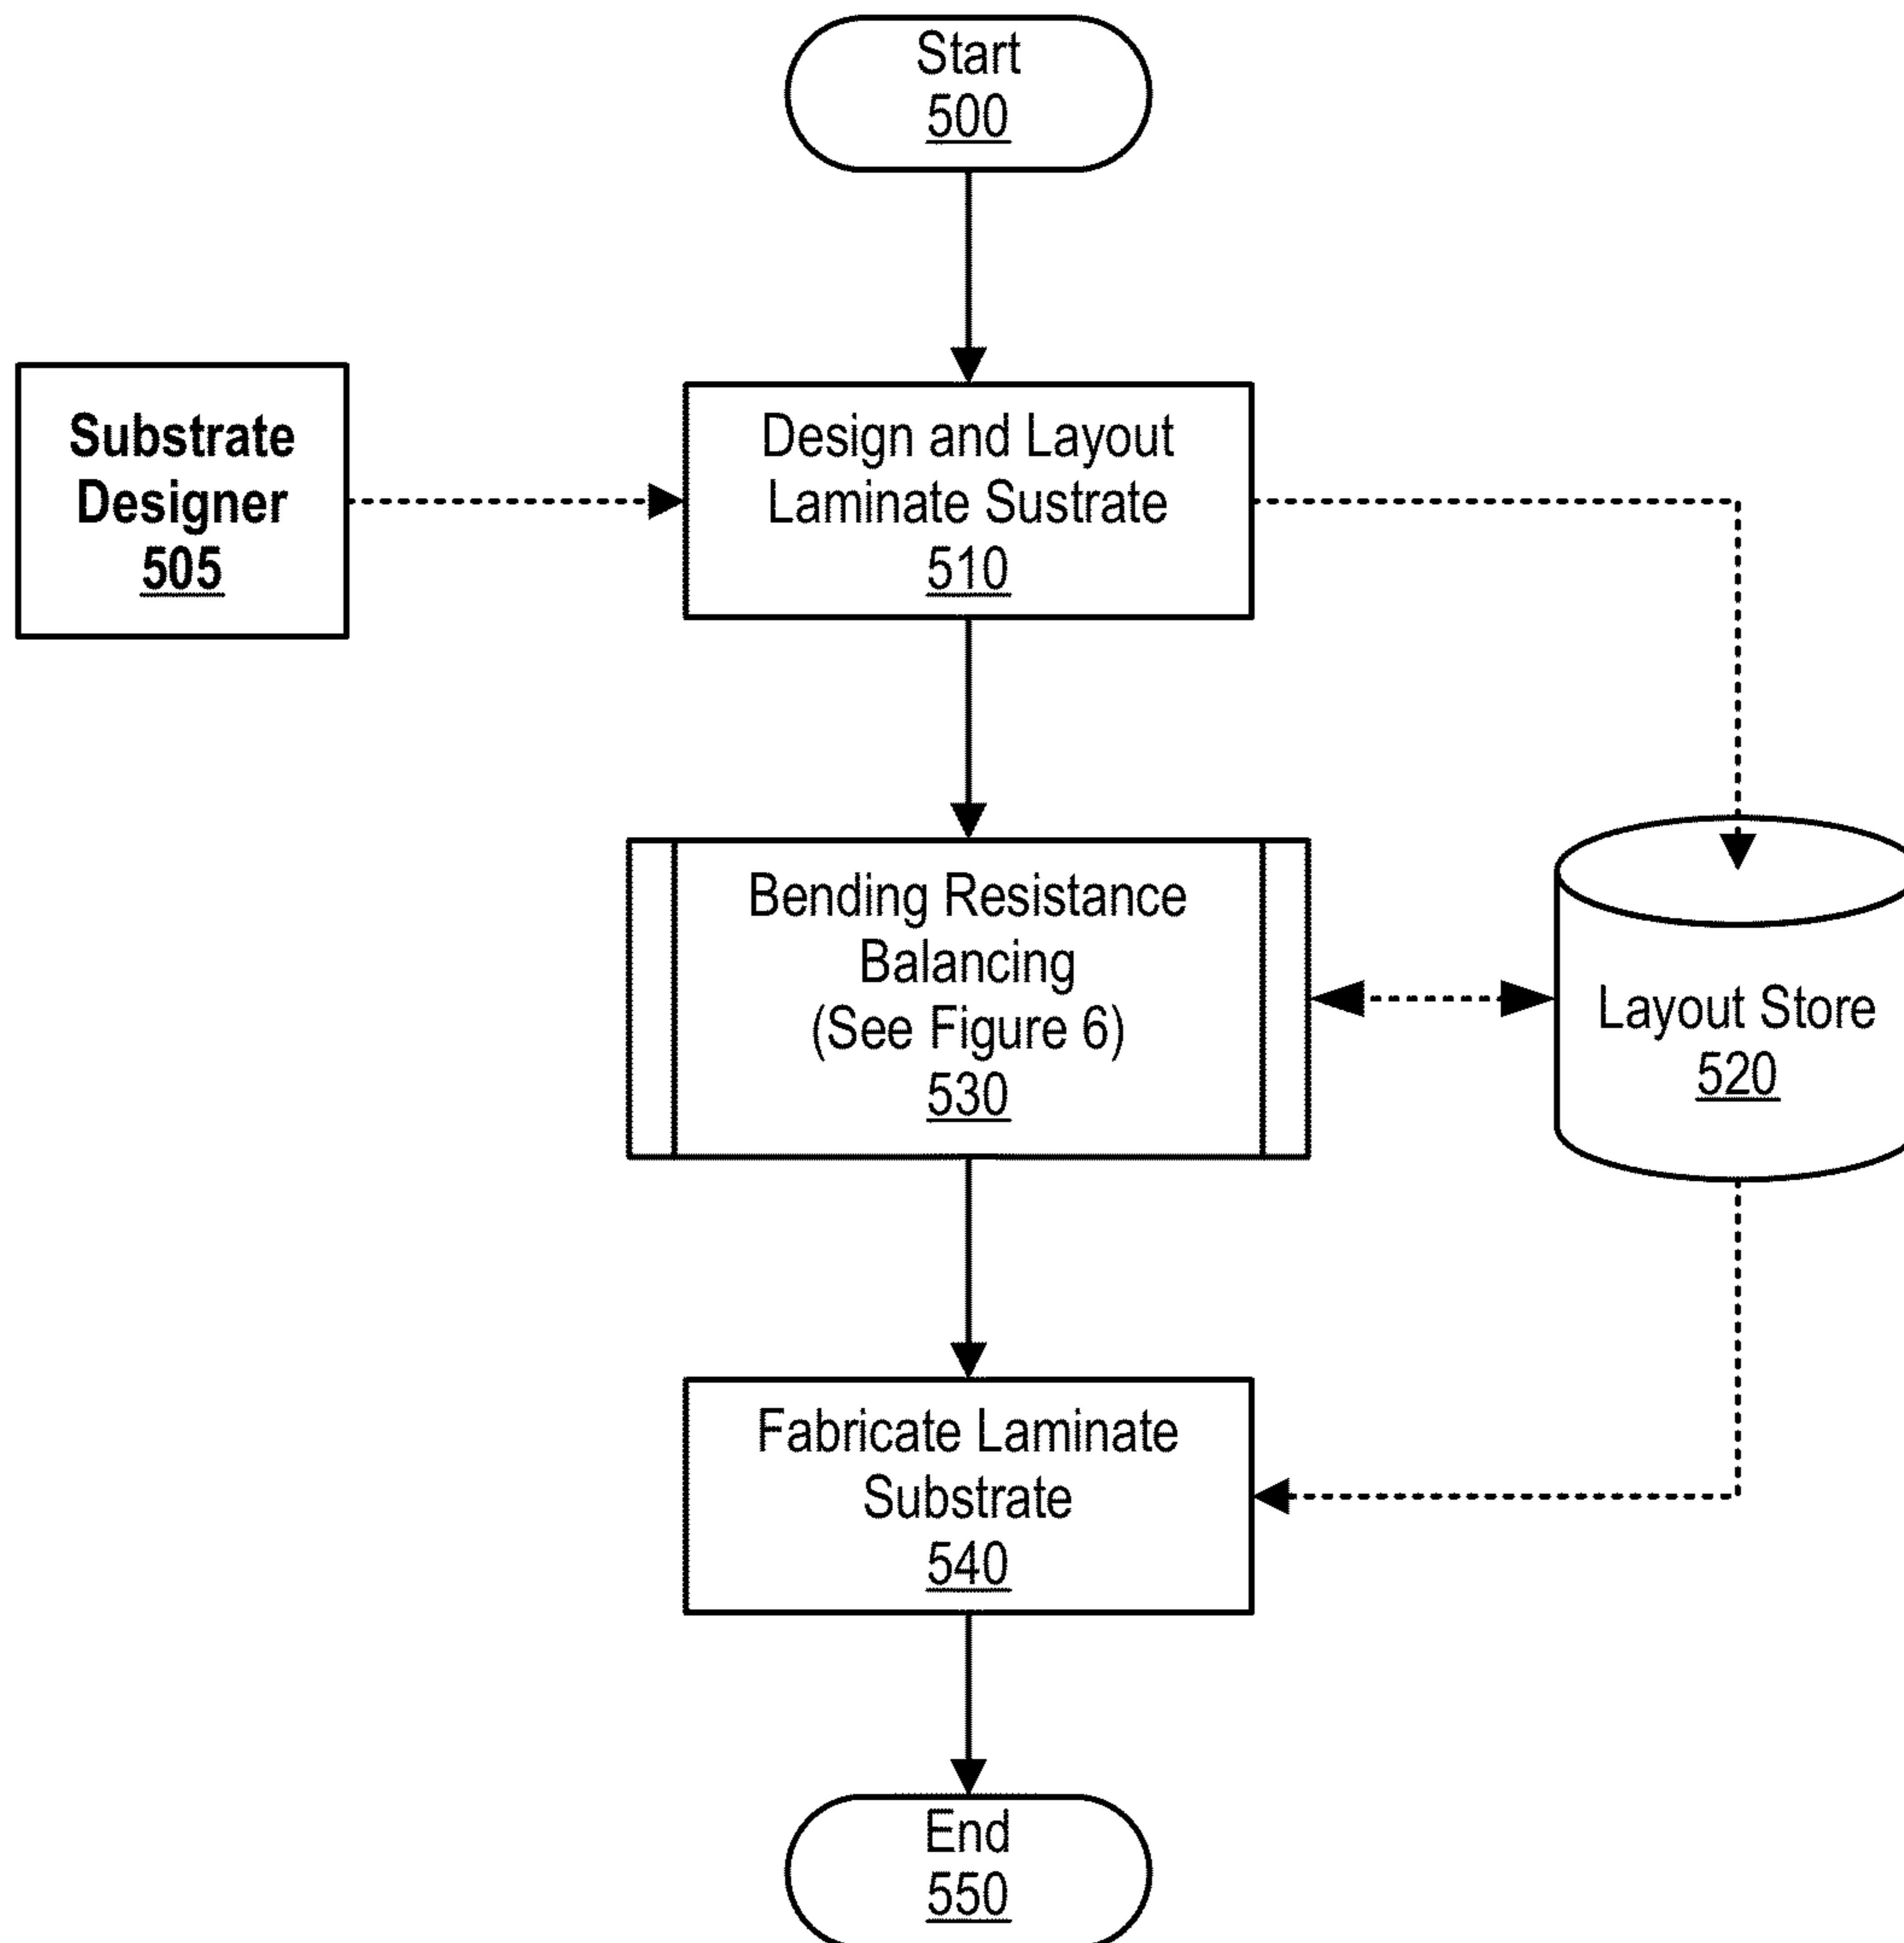 Start
500
Substrate
Designer
505
Design and Layout
Laminate Sustrate
510
Bending Resistance
Balancing
(See Figure 6)
530
Layout Store
520
Fabricate Laminate
Substrate
540
End
550